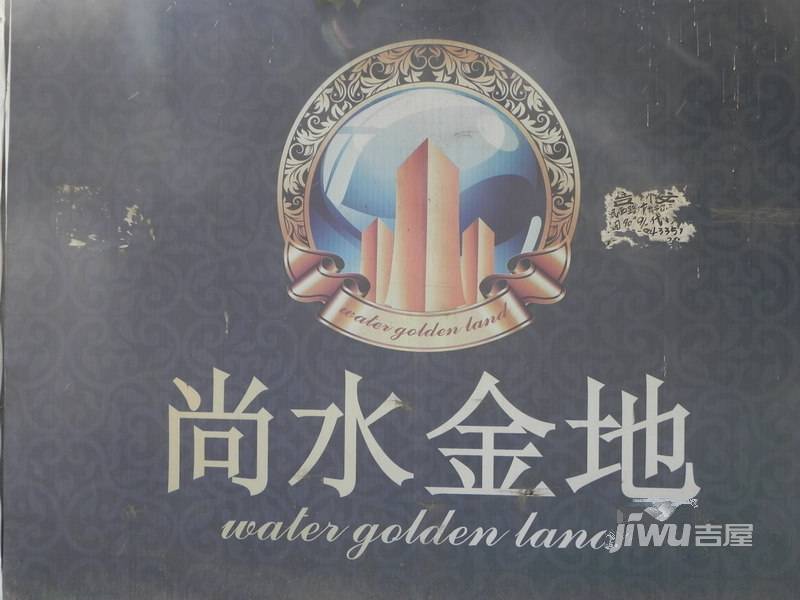 water golden land
尚水金地
water golden land
jiwu吉屋